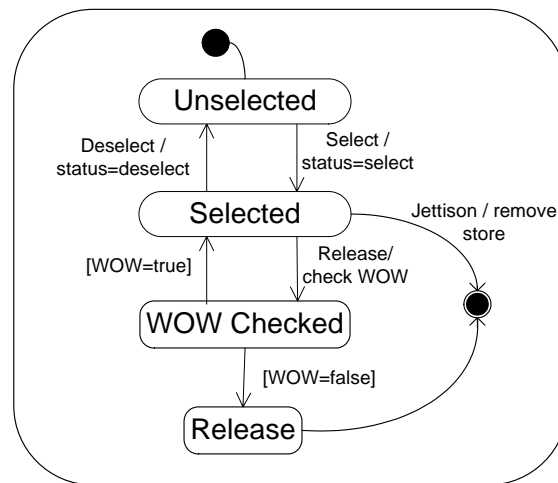 Unselected
Deselect /
status=deselect
Select /
status=select
Selected
Jettison / remove
store
[WOW=true]
Release/
check WOW
WOW Checked
[WOW=false]
Release